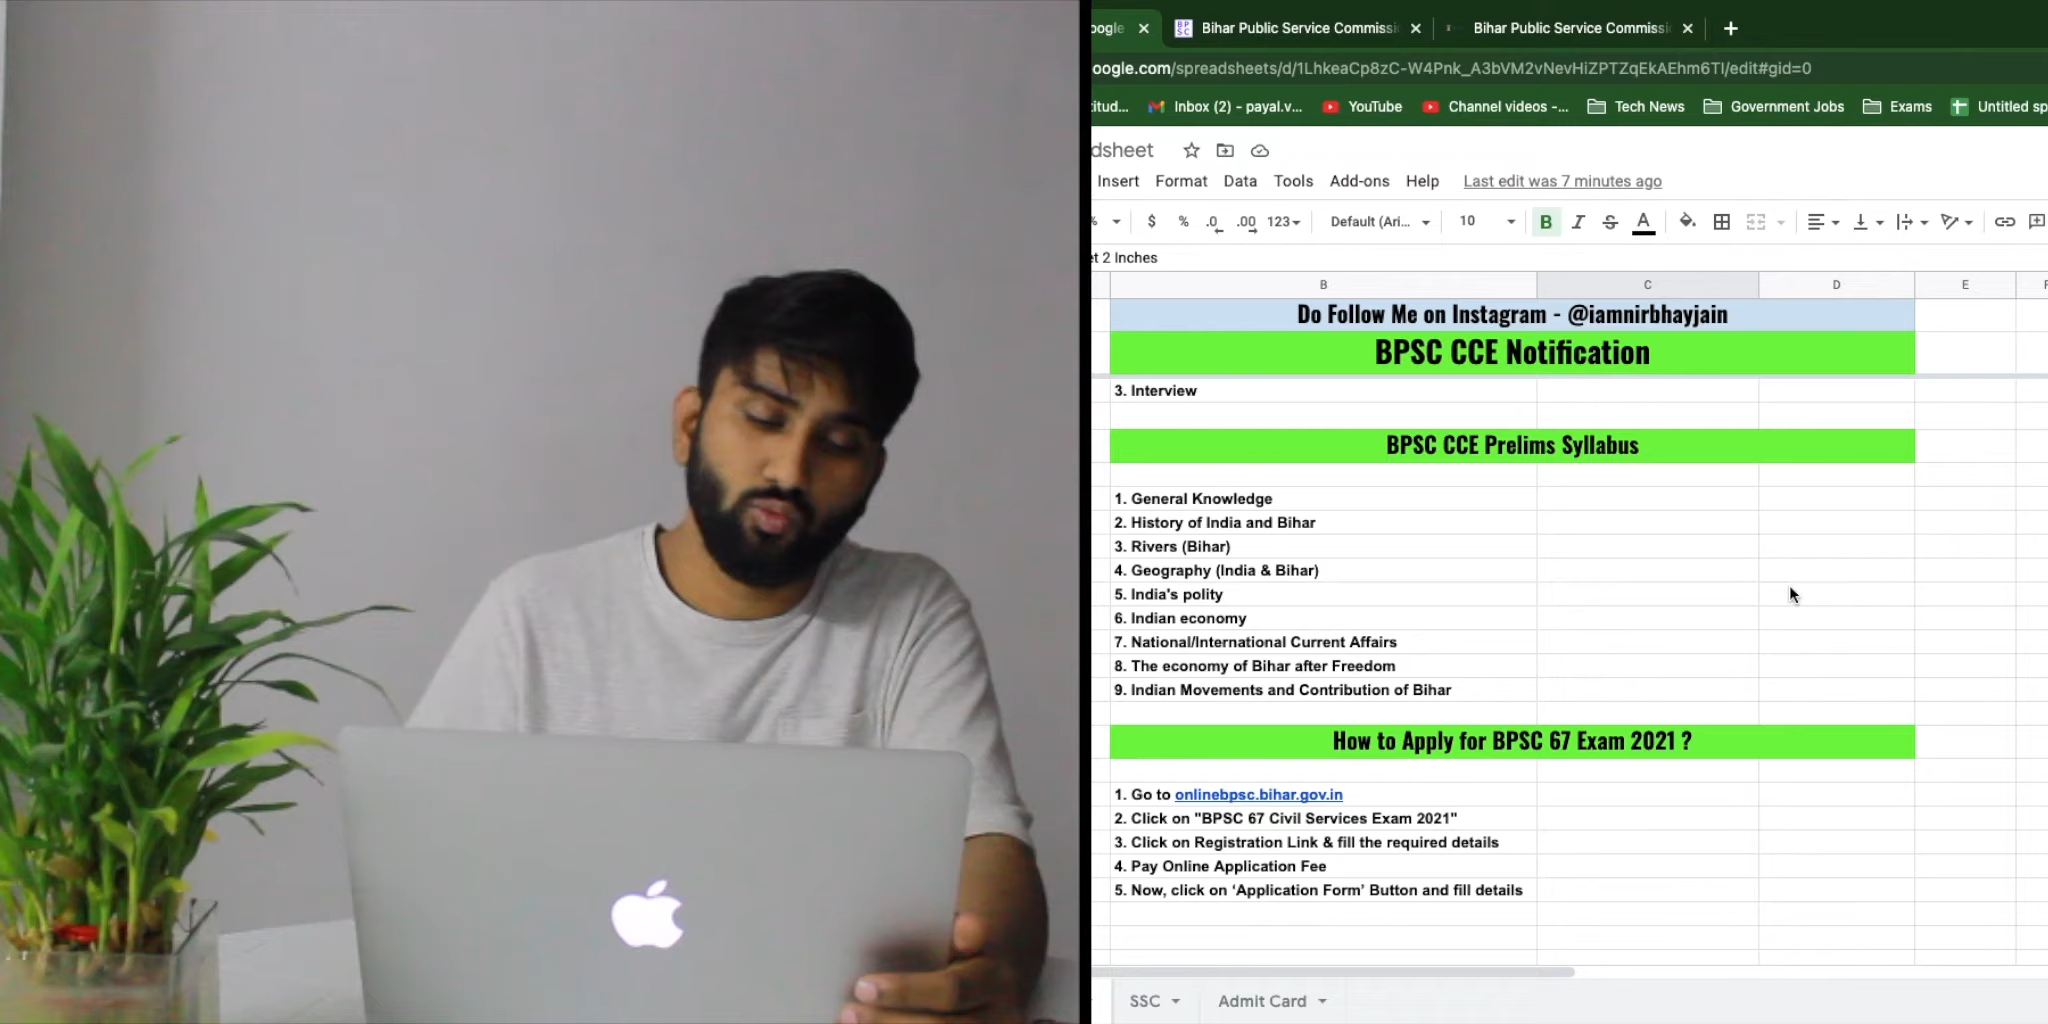 oogle
Bihar Public Service Commissi
Bihar Public Service Commissi
oogle.com/spreadsheets/d/1LhkeaCp8zC-W4Pnk_A3bVM2vNevHiZPTZqEkAEhm6TI/edit#gid=0
titud... Inbox (2) - payal.v... YouTube Channel videos -... Tech News Government Jobs Exams Untitled sp
dsheet
Insert Format Data Tools Add-ons Help Last edit was 7 minutes ago
% $ % .0 .00 123 Default (Ari... 10 B I S A
et 2 Inches
B C D E F
Do Follow Me on Instagram - @iamnirbhayjain
BPSC CCE Notification
3. Interview
BPSC CCE Prelims Syllabus
1. General Knowledge
2. History of India and Bihar
3. Rivers (Bihar)
4. Geography (India & Bihar)
5. India's polity
6. Indian economy
7. National/International Current Affairs
8. The economy of Bihar after Freedom
9. Indian Movements and Contribution of Bihar
How to Apply for BPSC 67 Exam 2021 ?
1. Go to onlinebpsc.bihar.gov.in
2. Click on "BPSC 67 Civil Services Exam 2021"
3. Click on Registration Link & fill the required details
4. Pay Online Application Fee
5. Now, click on ‘Application Form’ Button and fill details
SSC Admit Card